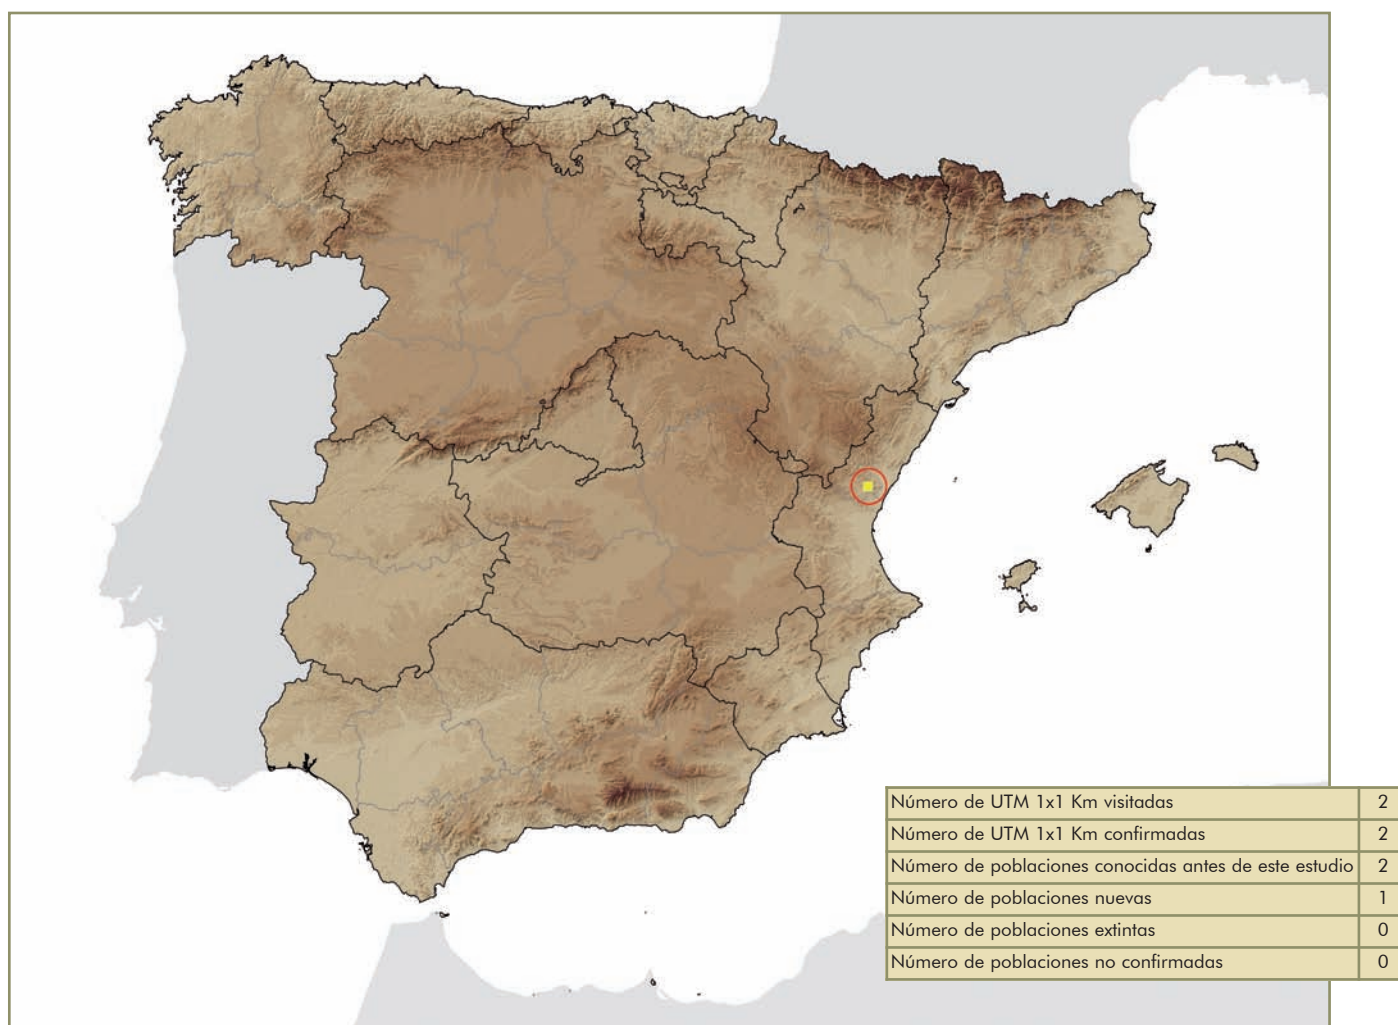 Número de UTM 1x1 Km visitadas 2
Número de UTM 1x1 Km confirmadas 2
Número de poblaciones conocidas antes de este estudio 2
Número de poblaciones nuevas 1
Número de poblaciones extintas 0
Número de poblaciones no confirmadas 0